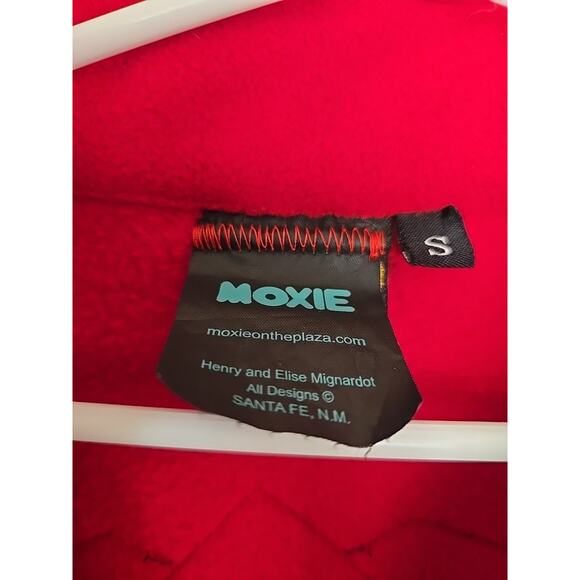 S
MOXIE
moxieontheplaza.com
Henry and Elise Mignardot
All Designs ©
SANTA FE, N.M.